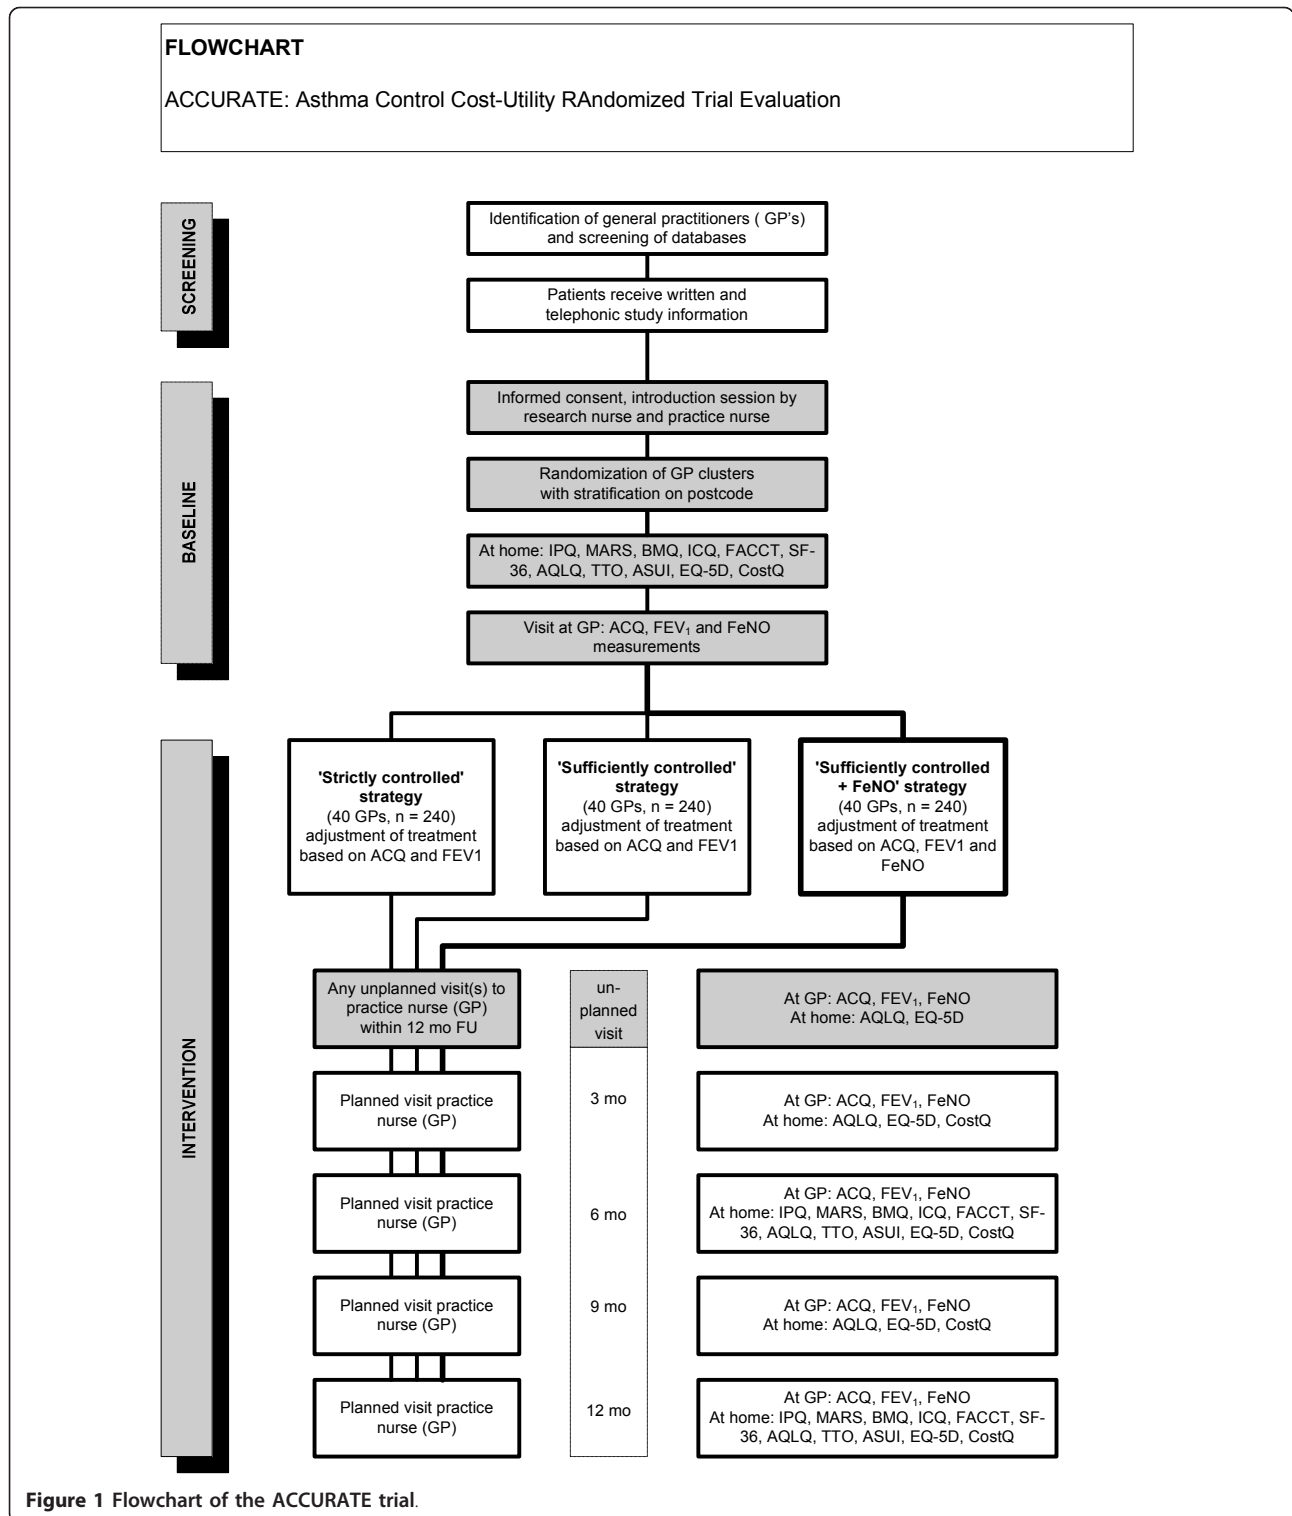 FLOWCHART
ACCURATE: Asthma Control Cost-Utility RAndomized Trial Evaluation
SCREENING
Identification of general practitioners ( GP's)
and screening of databases
Patients receive written and
telephonic study information
BASELINE
Informed consent, introduction session by
research nurse and practice nurse
Randomization of GP clusters
with stratification on postcode
At home: IPQ, MARS, BMQ, ICQ, FACCT, SF-
36, AQLQ, TTO, ASUI, EQ-5D, CostQ
Visit at GP: ACQ, FEV₁ and FeNO
measurements
INTERVENTION
'Strictly controlled'
strategy
(40 GPs, n = 240)
adjustment of treatment
based on ACQ and FEV1
'Sufficiently controlled'
strategy
(40 GPs, n = 240)
adjustment of treatment
based on ACQ and FEV1
'Sufficiently controlled
+ FeNO' strategy
(40 GPs, n = 240)
adjustment of treatment
based on ACQ, FEV1 and
FeNO
Any unplanned visit(s) to
practice nurse (GP)
within 12 mo FU
un-
planned
visit
At GP: ACQ, FEV₁, FeNO
At home: AQLQ, EQ-5D
Planned visit practice
nurse (GP)
3 mo
At GP: ACQ, FEV₁, FeNO
At home: AQLQ, EQ-5D, CostQ
Planned visit practice
nurse (GP)
6 mo
At GP: ACQ, FEV₁, FeNO
At home: IPQ, MARS, BMQ, ICQ, FACCT, SF-
36, AQLQ, TTO, ASUI, EQ-5D, CostQ
Planned visit practice
nurse (GP)
9 mo
At GP: ACQ, FEV₁, FeNO
At home: AQLQ, EQ-5D, CostQ
Planned visit practice
nurse (GP)
12 mo
At GP: ACQ, FEV₁, FeNO
At home: IPQ, MARS, BMQ, ICQ, FACCT, SF-
36, AQLQ, TTO, ASUI, EQ-5D, CostQ
Figure 1 Flowchart of the ACCURATE trial.